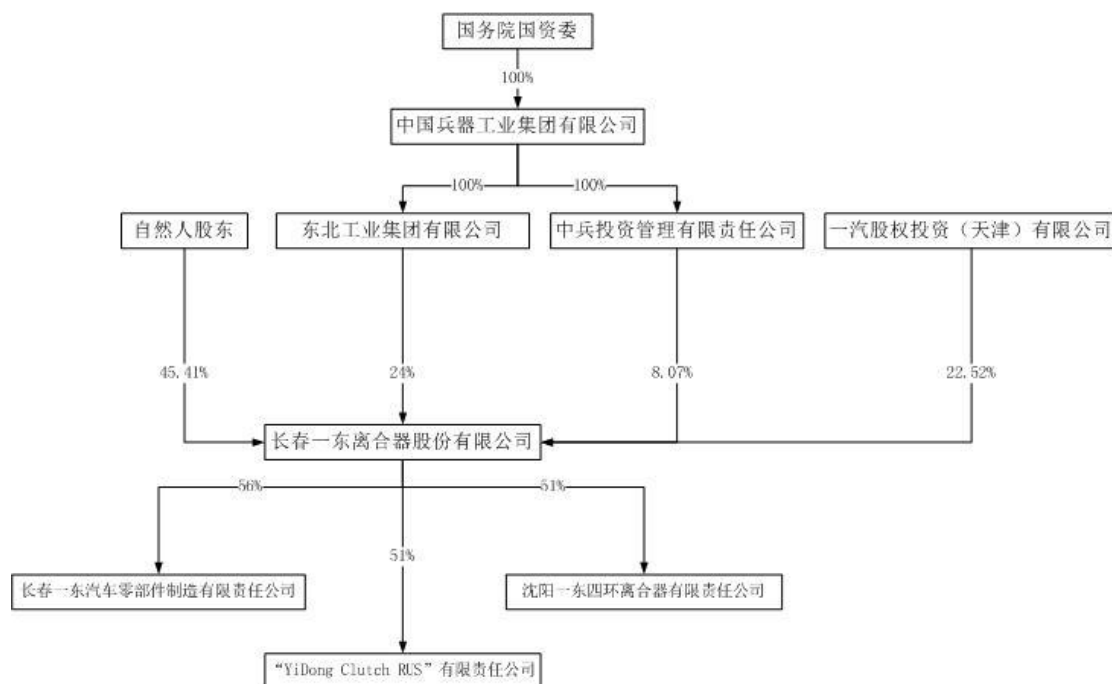 国务院国资委
100%
中国兵器工业集团有限公司
100%
100%
自然人股东
东北工业集团有限公司
中兵投资管理有限责任公司
一汽股权投资（天津）有限公司
45.41%
24%
8.07%
22.52%
长春一东离合器股份有限公司
56%
51%
51%
长春一东汽车零部件制造有限责任公司
沈阳一东四环离合器有限责任公司
“YiDong Clutch RUS”有限责任公司